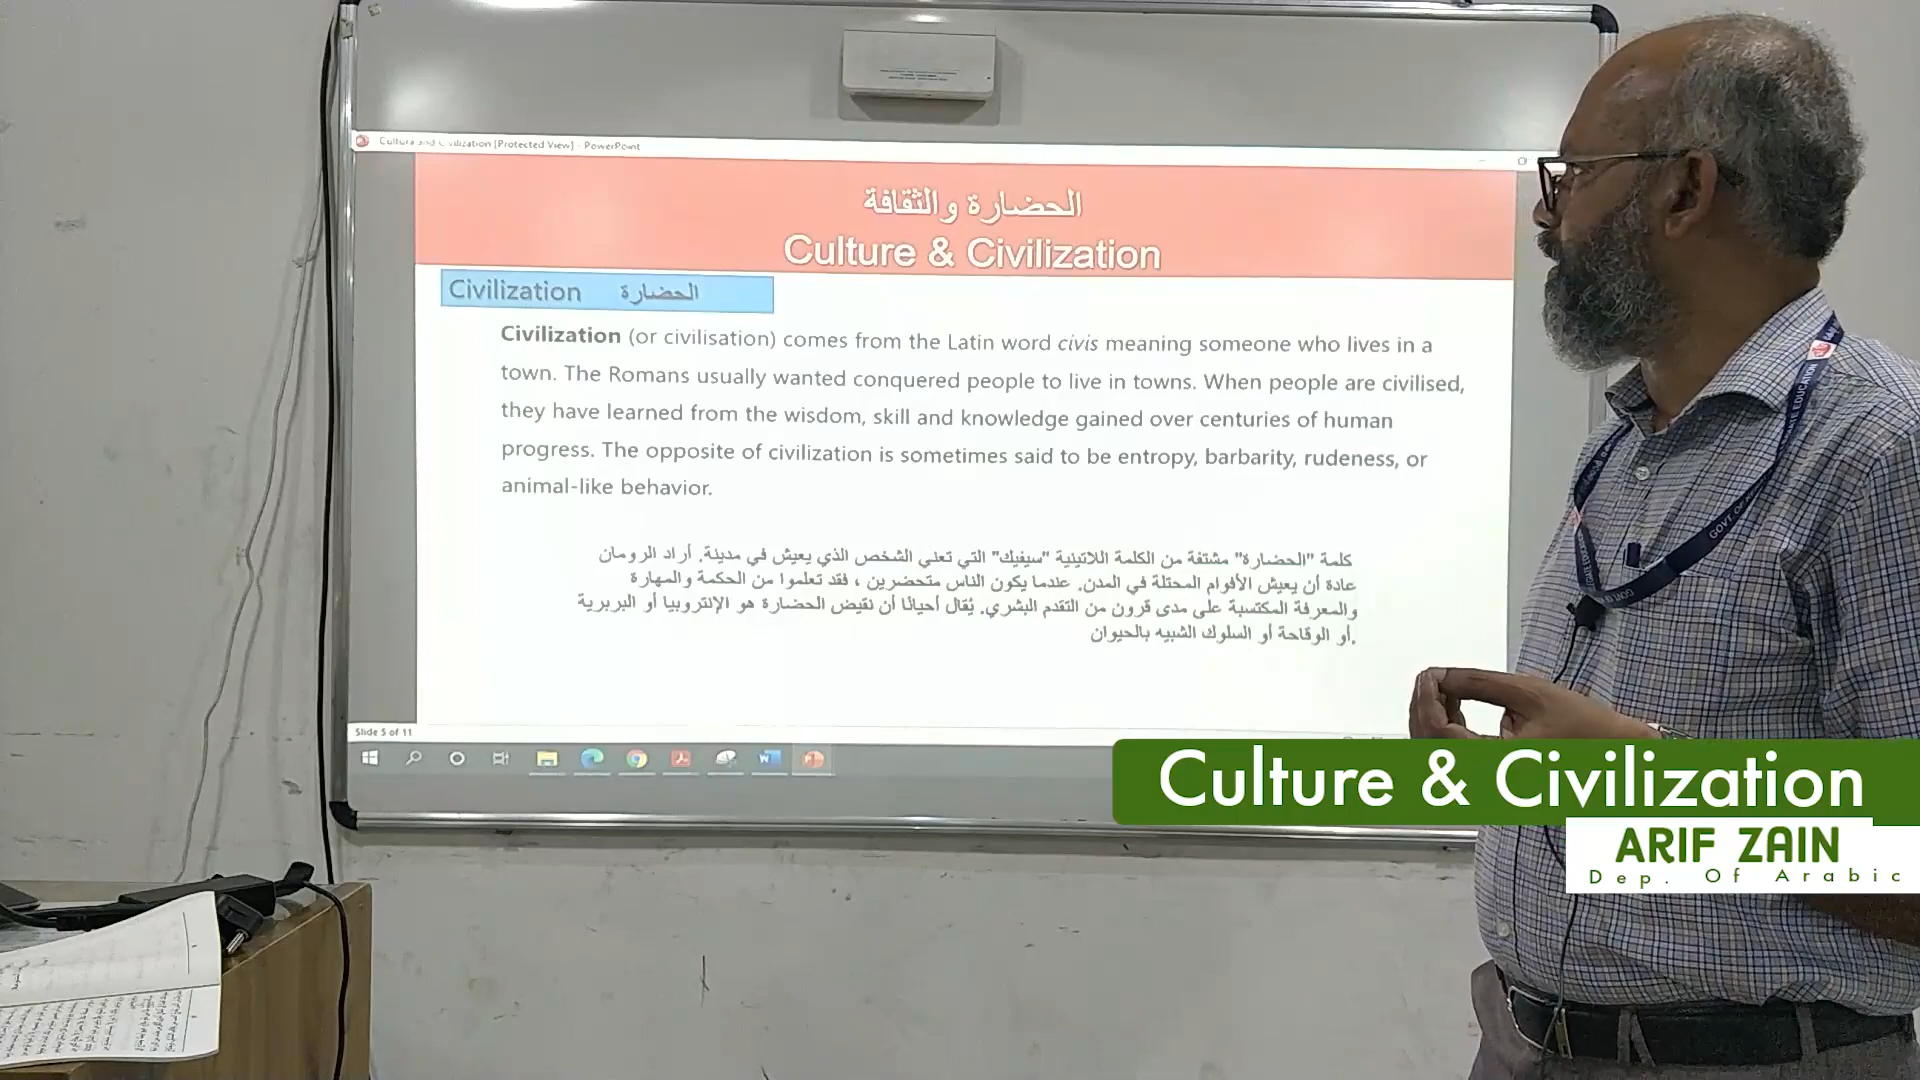 Cultura and Civilization [Protected View] - PowerPoint
الحضارة والثقافة
Culture & Civilization
Civilization الحضارة
Civilization (or civilisation) comes from the Latin word civis meaning someone who lives in a
town. The Romans usually wanted conquered people to live in towns. When people are civilised,
they have learned from the wisdom, skill and knowledge gained over centuries of human
progress. The opposite of civilization is sometimes said to be entropy, barbarity, rudeness, or
animal-like behavior.
كلمة "الحضارة" مشتقة من الكلمة اللاتينية "سيفيك" التي تعني الشخص الذي يعيش في مدينة. أراد الرومان
عادة أن يعيش الأقوام المحتلة في المدن. عندما يكون الناس متحضرين ، فقد تعلموا من الحكمة والمهارة
والمعرفة المكتسبة على مدى قرون من التقدم البشري. يُقال أحيانًا أن نقيض الحضارة هو الإنتروبيا أو البربرية
.أو الوقاحة أو السلوك الشبيه بالحيوان
Slide 5 of 11
Culture & Civilization
ARIF ZAIN
Dep. Of Arabic